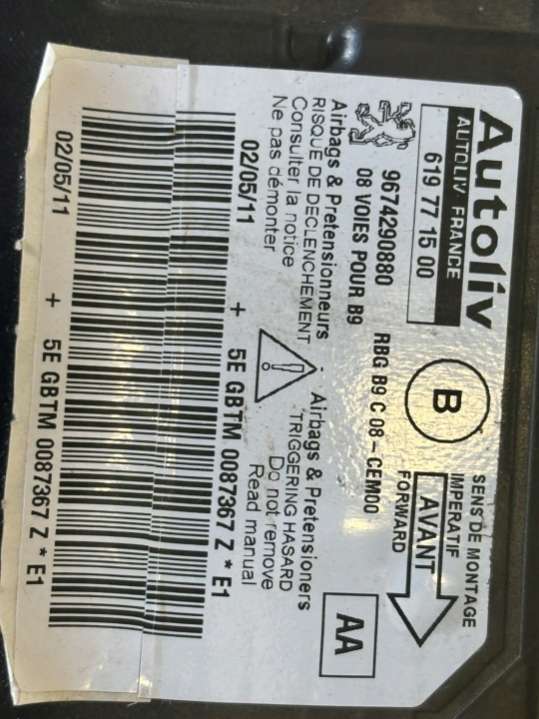 Autoliv
AUTOLIV FRANCE
619 77 15 00
B
SENS DE MONTAGE
IMPERATIF
AVANT
FORWARD
9674290880
RBG B9 C 08-CEM00
08 VOIES POUR B9
AA
Airbags & Pretensionneurs - Airbags & Pretensioners
RISQUE DE DECLENCHEMENT - TRIGGERING HASARD
Consulter la notice
Do not remove
Ne pas démonter
Read manual
02/05/11 + 5E GBTM 0087367 Z * E1
02/05/11 + 5E GBTM 0087367 Z * E1